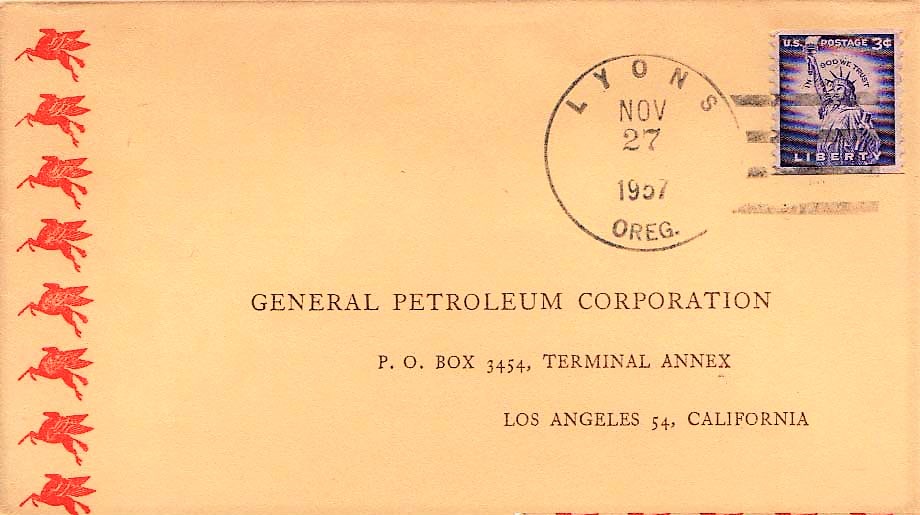 LYONS
NOV
27
1957
OREG.
U.S. POSTAGE 3¢
IN GOD WE TRUST
LIBERTY
GENERAL PETROLEUM CORPORATION
P. O. BOX 3454, TERMINAL ANNEX
LOS ANGELES 54, CALIFORNIA